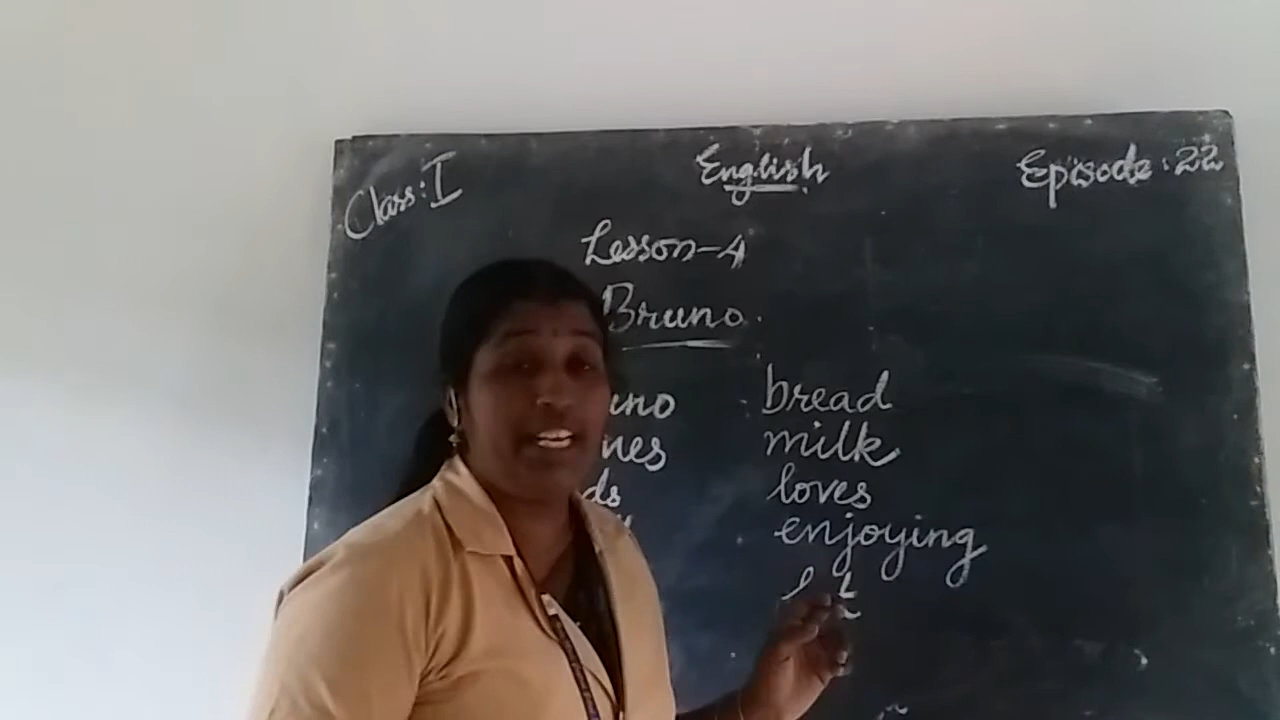 Class: I English Episode: 22
Lesson-4
Bruno.
bread
milk
loves
enjoying